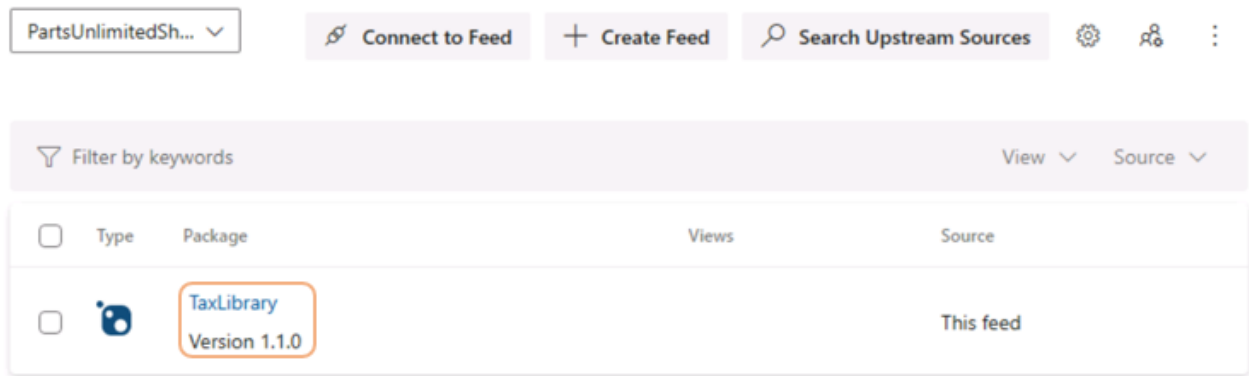 PartsUnlimitedSh...
Connect to Feed
Create Feed
Search Upstream Sources
Filter by keywords
View
Source
Type
Package
Views
Source
TaxLibrary
Version 1.1.0
This feed